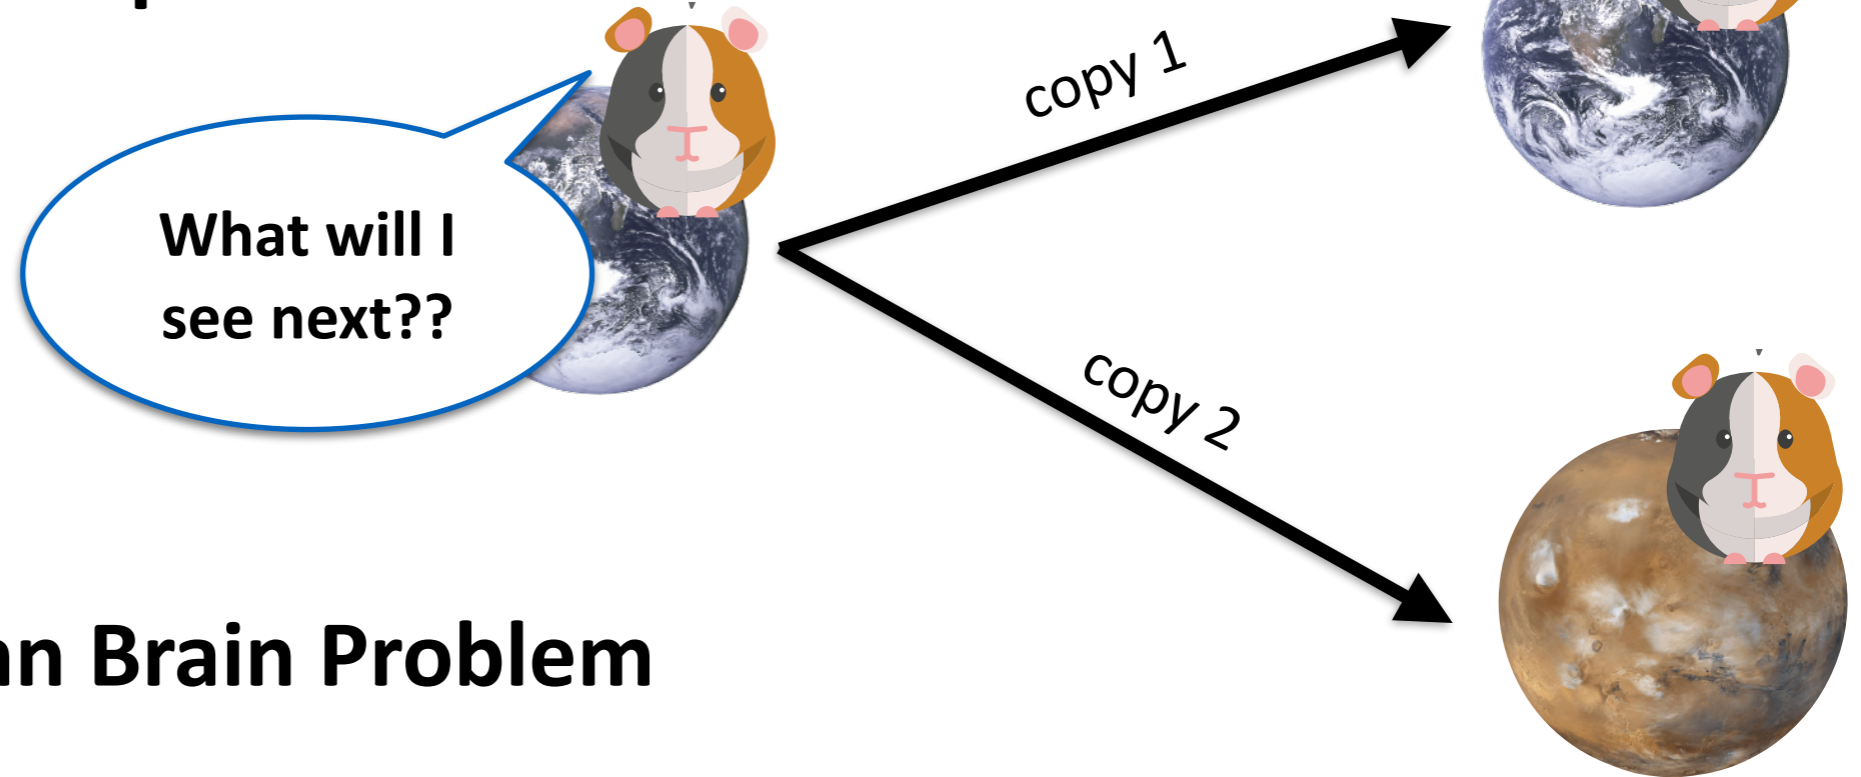 copy 1
What will I
see next??
copy 2
Brain Problem